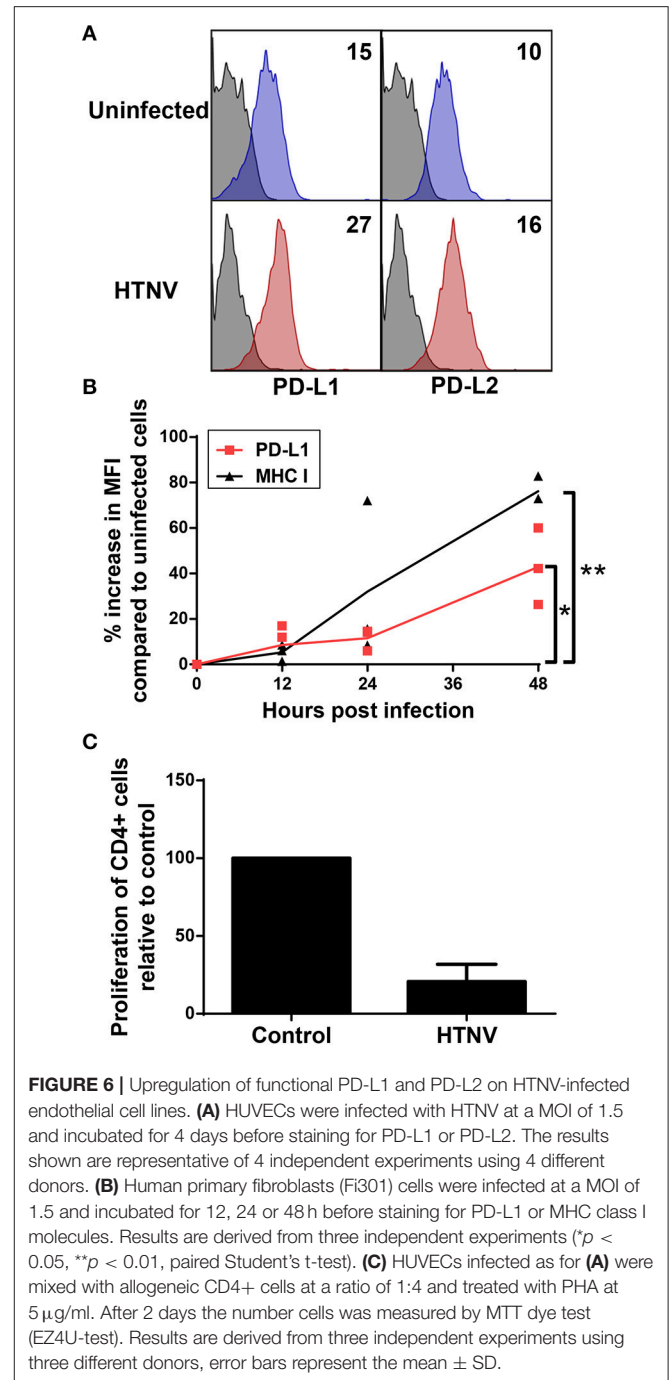 A
15
10
Uninfected
27
16
HTNV
PD-L1
PD-L2
B
% increase in MFI
compared to uninfected cells
100
80
60
40
20
0
PD-L1
MHC I
**
*
0
12
24
36
48
Hours post infection
C
Proliferation of CD4+ cells
relative to control
150
100
50
0
Control
HTNV
FIGURE 6 | Upregulation of functional PD-L1 and PD-L2 on HTNV-infected
endothelial cell lines. (A) HUVECs were infected with HTNV at a MOI of 1.5
and incubated for 4 days before staining for PD-L1 or PD-L2. The results
shown are representative of 4 independent experiments using 4 different
donors. (B) Human primary fibroblasts (Fi301) cells were infected at a MOI of
1.5 and incubated for 12, 24 or 48 h before staining for PD-L1 or MHC class I
molecules. Results are derived from three independent experiments (*p <
0.05, **p < 0.01, paired Student's t-test). (C) HUVECs infected as for (A) were
mixed with allogeneic CD4+ cells at a ratio of 1:4 and treated with PHA at
5 µg/ml. After 2 days the number cells was measured by MTT dye test
(EZ4U-test). Results are derived from three independent experiments using
three different donors, error bars represent the mean ± SD.